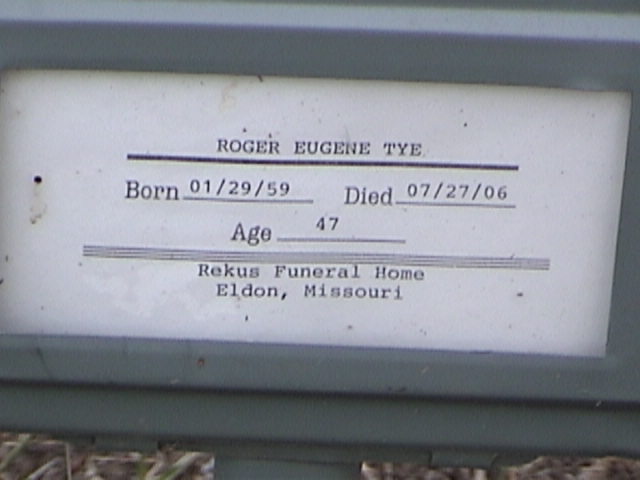 ROGER EUGENE TYE
Born 01/29/59 Died 07/27/06
Age 47
Rekus Funeral Home
Eldon, Missouri